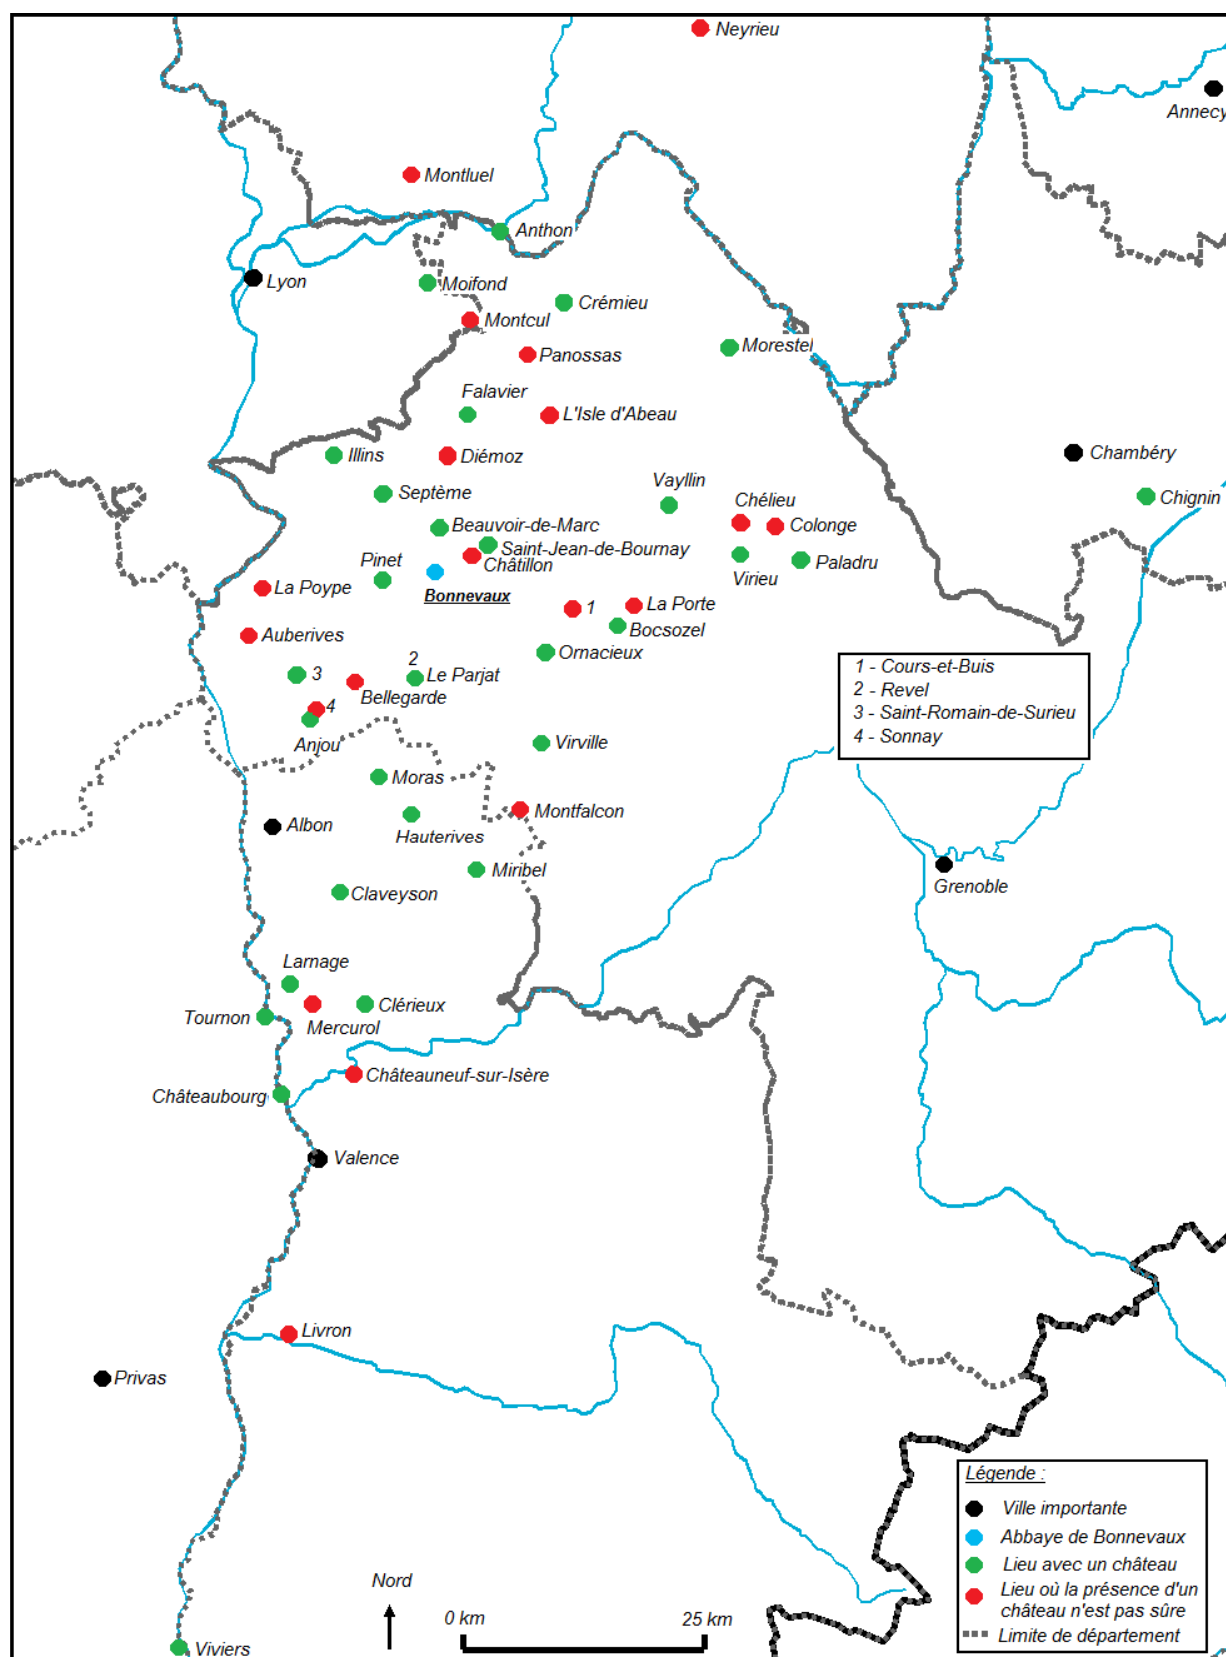 Neyrieu
Annecy
Montluel
Anthon
Lyon
Moifond
Crémieu
Montcul
Morestel
Panossas
Falavier
L'Isle d'Abeau
Illins
Diémoz
Chambéry
Septème
Vayllin
Chélieu
Chignin
Beauvoir-de-Marc
Colonge
Saint-Jean-de-Bournay
Pinet
Châtillon
Virieu
Paladru
La Poype
Bonnevaux
1
La Porte
Auberives
Bocsozel
Ornacieux
2
3
Le Parjat
Bellegarde
4
Anjou
1 - Cours-et-Buis
2 - Revel
3 - Saint-Romain-de-Surieu
4 - Sonnay
Virville
Moras
Montfalcon
Albon
Hauterives
Miribel
Grenoble
Claveyson
Larnage
Tournon
Mercurol
Clérieux
Châteauneuf-sur-Isère
Châteaubourg
Valence
Livron
Privas
Légende :
Ville importante
Abbaye de Bonnevaux
Lieu avec un château
Lieu où la présence d'un
château n'est pas sûre
Limite de département
Nord
0 km
25 km
Viviers